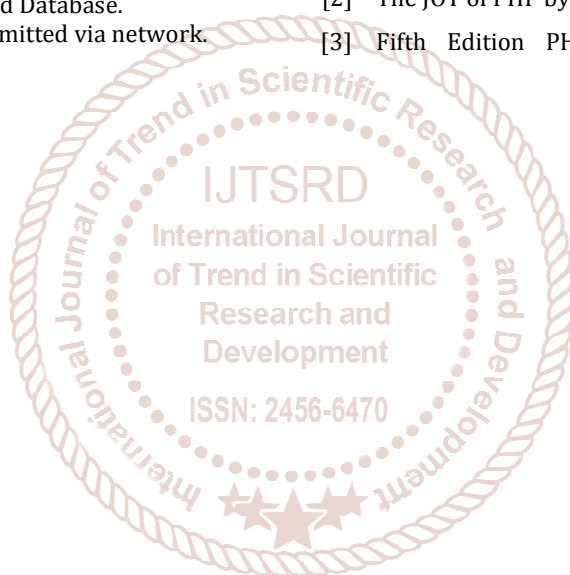 d Database.
mitted via network.
[2] The JOY of PHP by
[3] Fifth Edition PH
International Journal of Trend in Scientific Research and Development
IJTSRD
International Journal
of Trend in Scientific
Research and
Development
ISSN: 2456-6470